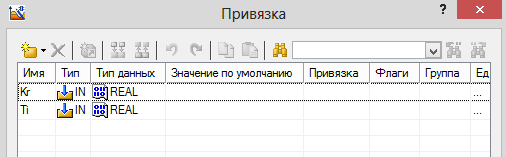 Привязка
Имя Тип Тип данных Значение по умолчанию Привязка Флаги Группа Ед
Kr IN REAL ...
Ti IN REAL ...